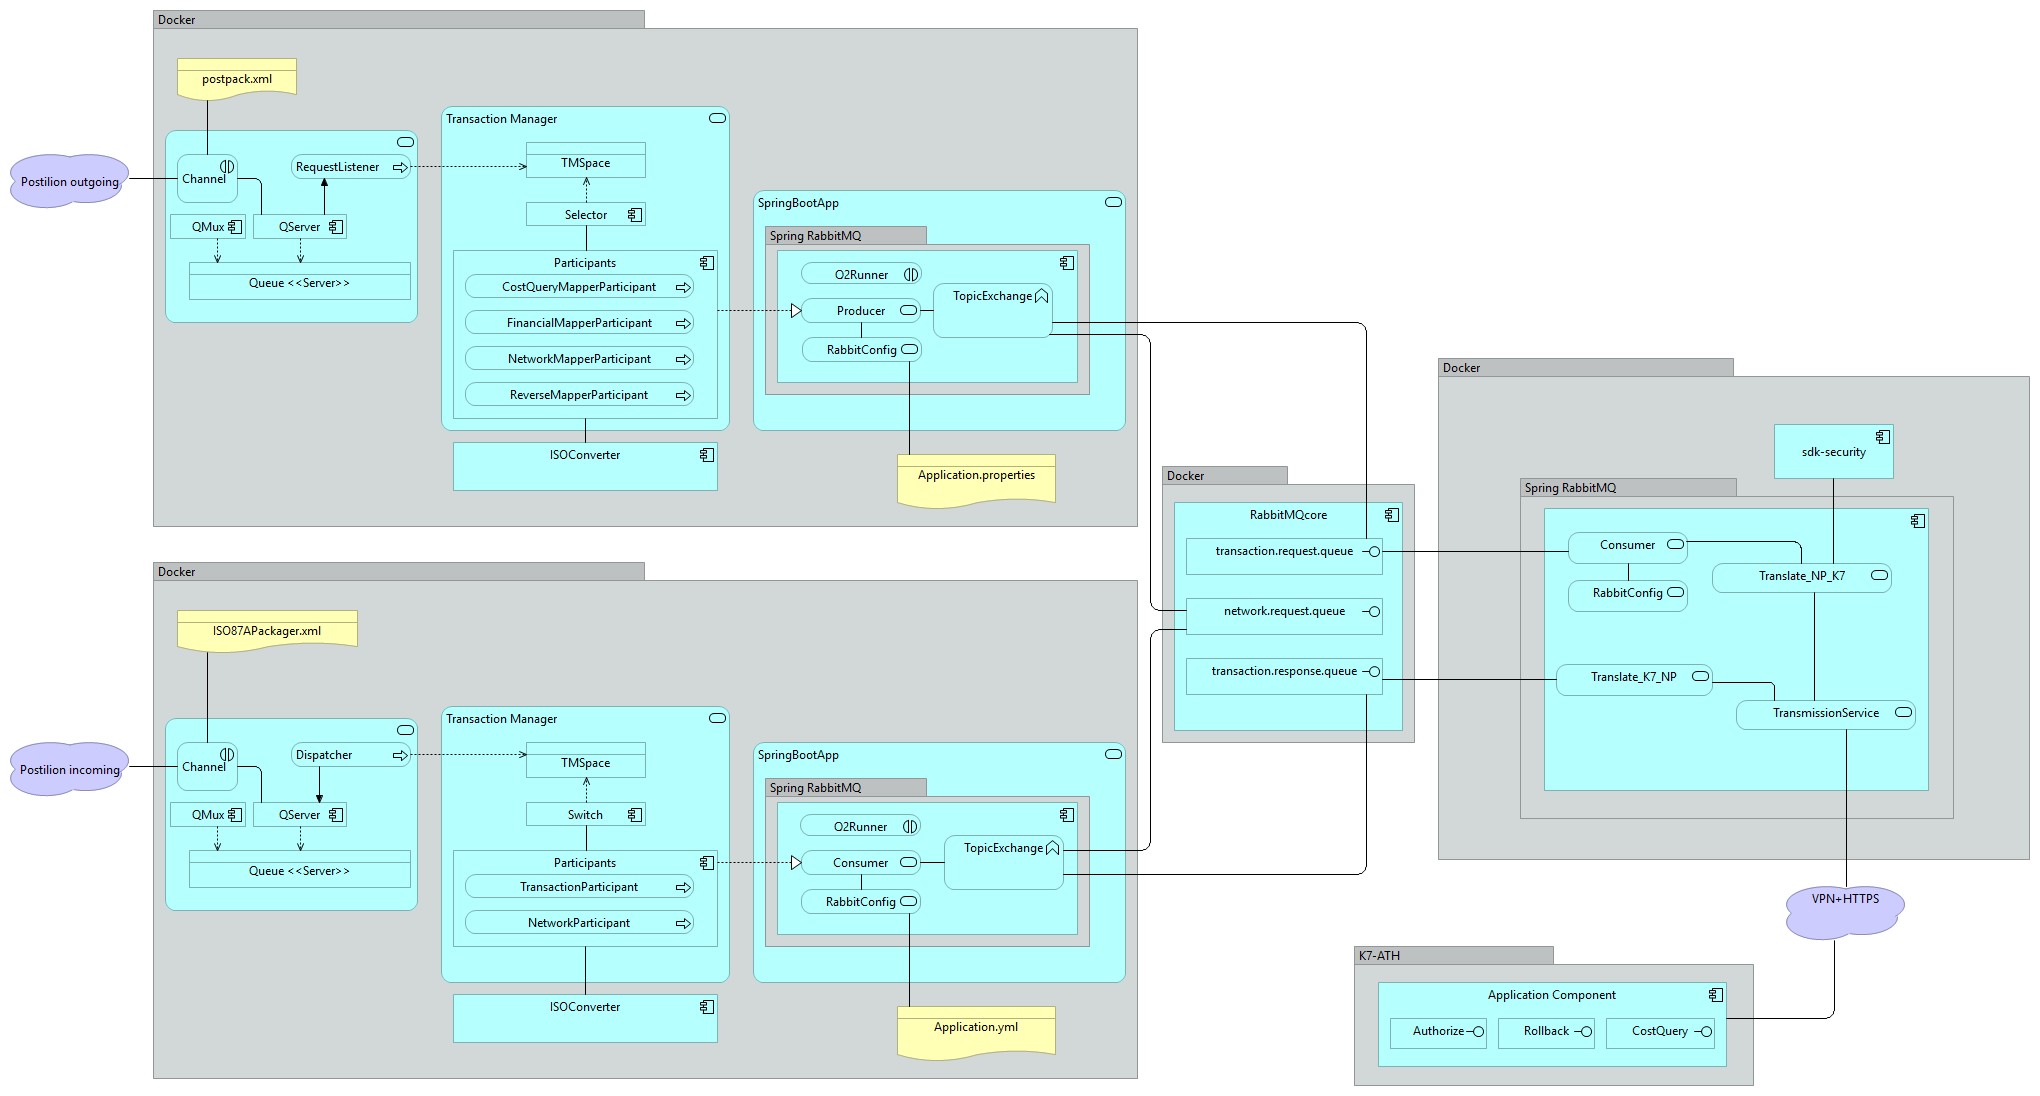 Docker
postpack.xml
Postilion outgoing
Channel
RequestListener
QMux
QServer
Queue <<Server>>
Transaction Manager
TMSpace
Selector
Participants
CostQueryMapperParticipant
FinancialMapperParticipant
NetworkMapperParticipant
ReverseMapperParticipant
ISOConverter
SpringBootApp
Spring RabbitMQ
Q2Runner
Producer
TopicExchange
RabbitConfig
Application.properties
Docker
ISO87APackager.xml
Postilion incoming
Channel
Dispatcher
QMux
QServer
Queue <<Server>>
Transaction Manager
TMSpace
Switch
Participants
TransactionParticipant
NetworkParticipant
ISOConverter
SpringBootApp
Spring RabbitMQ
Q2Runner
Consumer
TopicExchange
RabbitConfig
Application.yml
Docker
RabbitMQcore
transaction.request.queue
network.request.queue
transaction.response.queue
Docker
sdk-security
Spring RabbitMQ
Consumer
RabbitConfig
Translate_NP_K7
Translate_K7_NP
TransmissionService
VPN+HTTPS
K7-ATH
Application Component
Authorize
Rollback
CostQuery